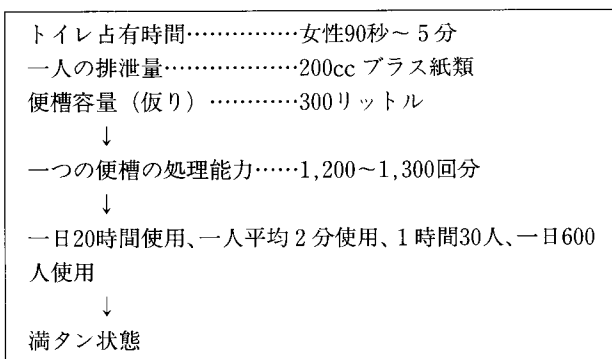 トイレ占有時間……………女性90秒～5分
一人の排泄量………………200cc プラス紙類
便槽容量（仮り）…………300リットル
↓
一つの便槽の処理能力……1,200～1,300回分
↓
一日20時間使用、一人平均2分使用、1時間30人、一日600
人使用
↓
満タン状態